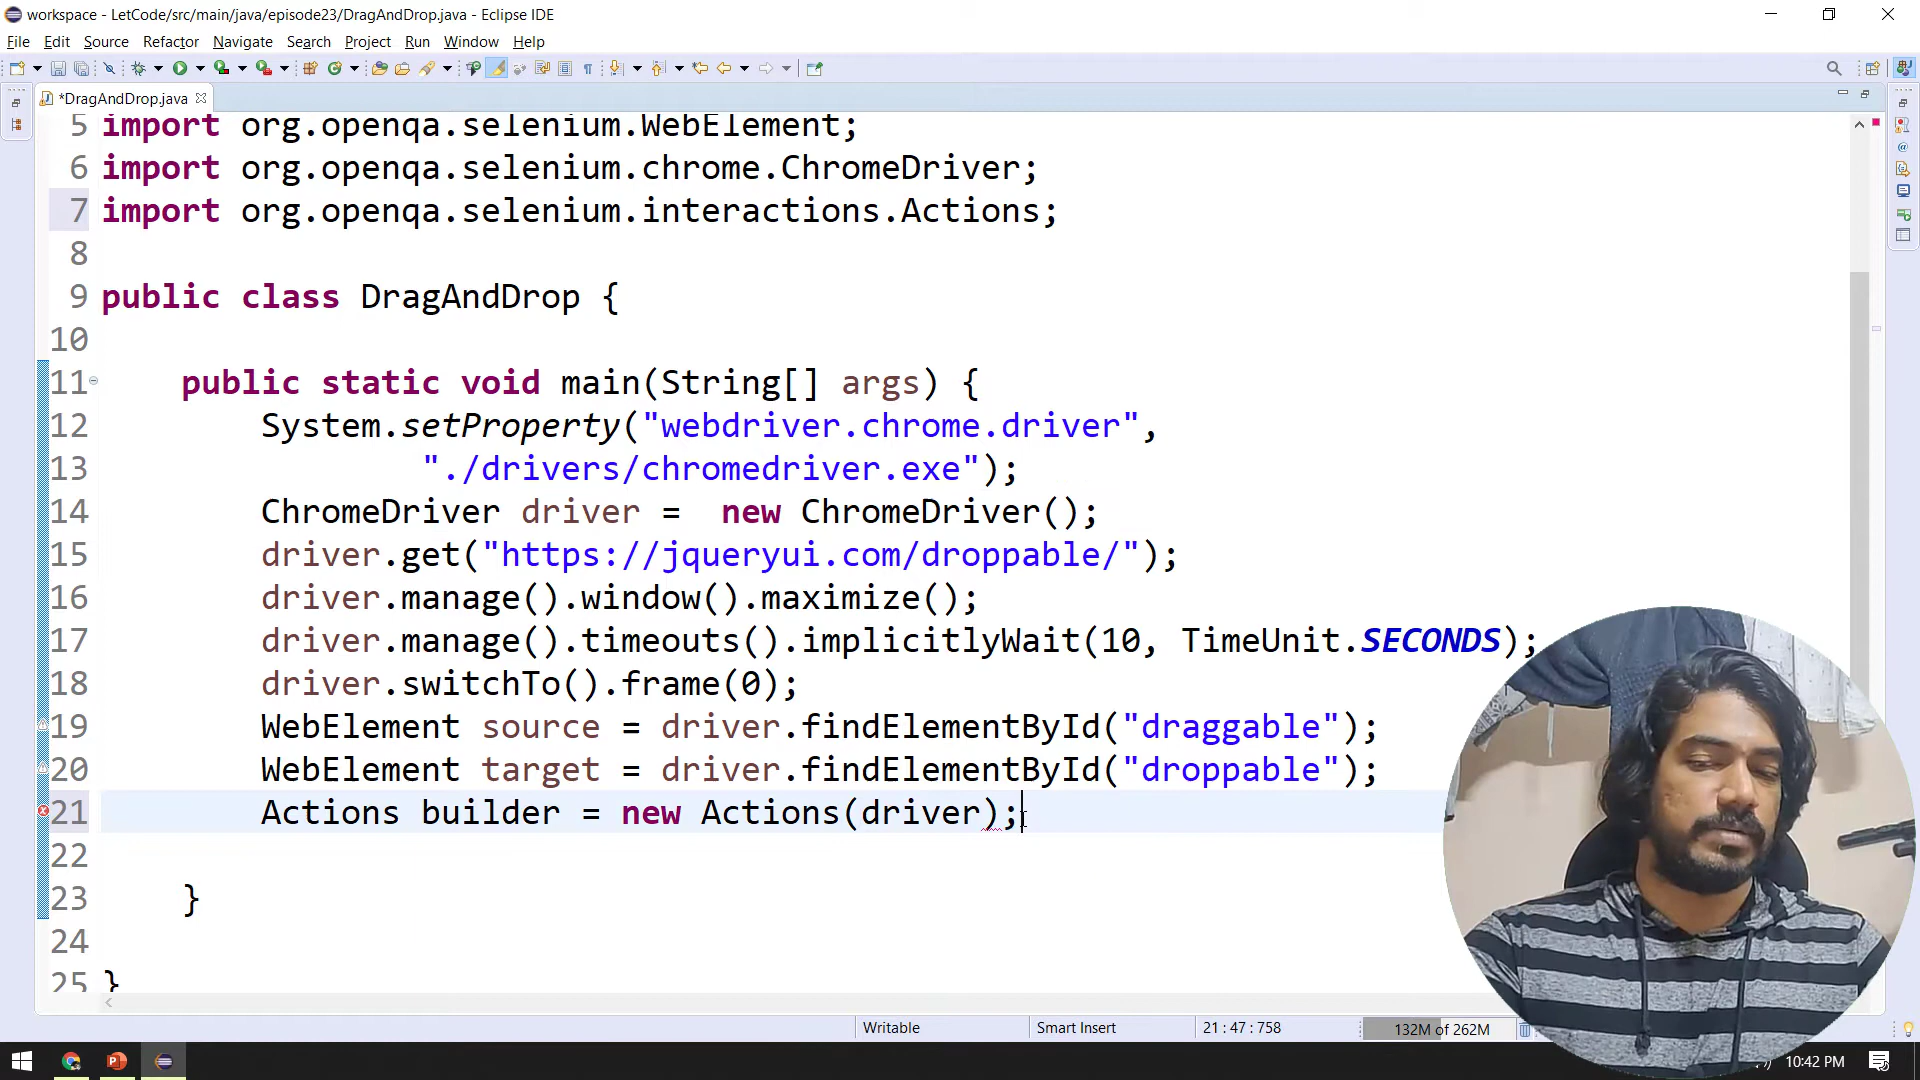 workspace - LetCode/src/main/java/episode23/DragAndDrop.java - Eclipse IDE
File Edit Source Refactor Navigate Search Project Run Window Help
*DragAndDrop.java
5 import org.openqa.selenium.WebElement;
6 import org.openqa.selenium.chrome.ChromeDriver;
7 import org.openqa.selenium.interactions.Actions;
8
9 public class DragAndDrop {
10
11 public static void main(String[] args) {
12 System.setProperty("webdriver.chrome.driver",
13 "./drivers/chromedriver.exe");
14 ChromeDriver driver =  new ChromeDriver();
15 driver.get("https://jqueryui.com/droppable/");
16 driver.manage().window().maximize();
17 driver.manage().timeouts().implicitlyWait(10, TimeUnit.SECONDS);
18 driver.switchTo().frame(0);
19 WebElement source = driver.findElementById("draggable");
20 WebElement target = driver.findElementById("droppable");
21 Actions builder = new Actions(driver);
22
23 }
24
25 }
Writable Smart Insert 21 : 47 : 758 132M of 262M
10:42 PM